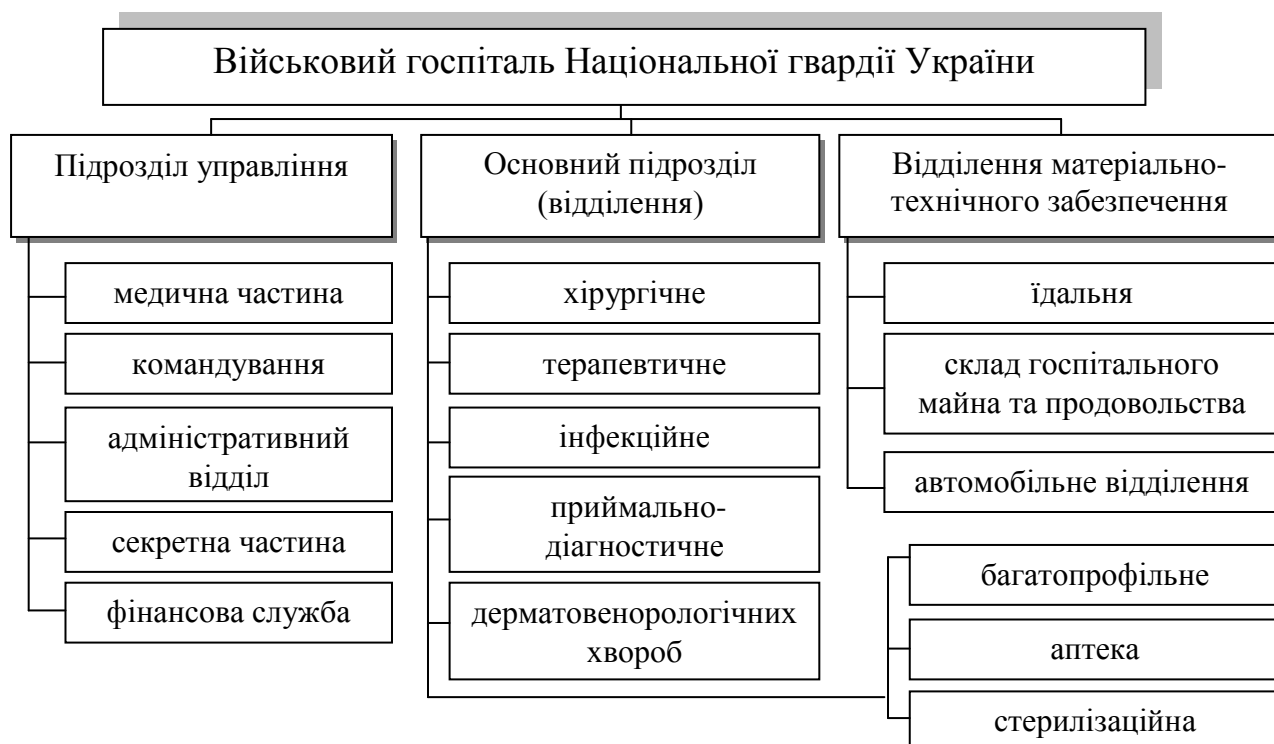 Військовий госпіталь Національної гвардії України
Підрозділ управління
медична частина
командування
адміністративний
відділ
секретна частина
фінансова служба
Основний підрозділ
(відділення)
хірургічне
терапевтичне
інфекційне
приймально-
діагностичне
дерматовенорологічних
хвороб
Відділення матеріально-
технічного забезпечення
їдальня
склад госпітального
майна та продовольства
автомобільне відділення
багатопрофільне
аптека
стерилізаційна